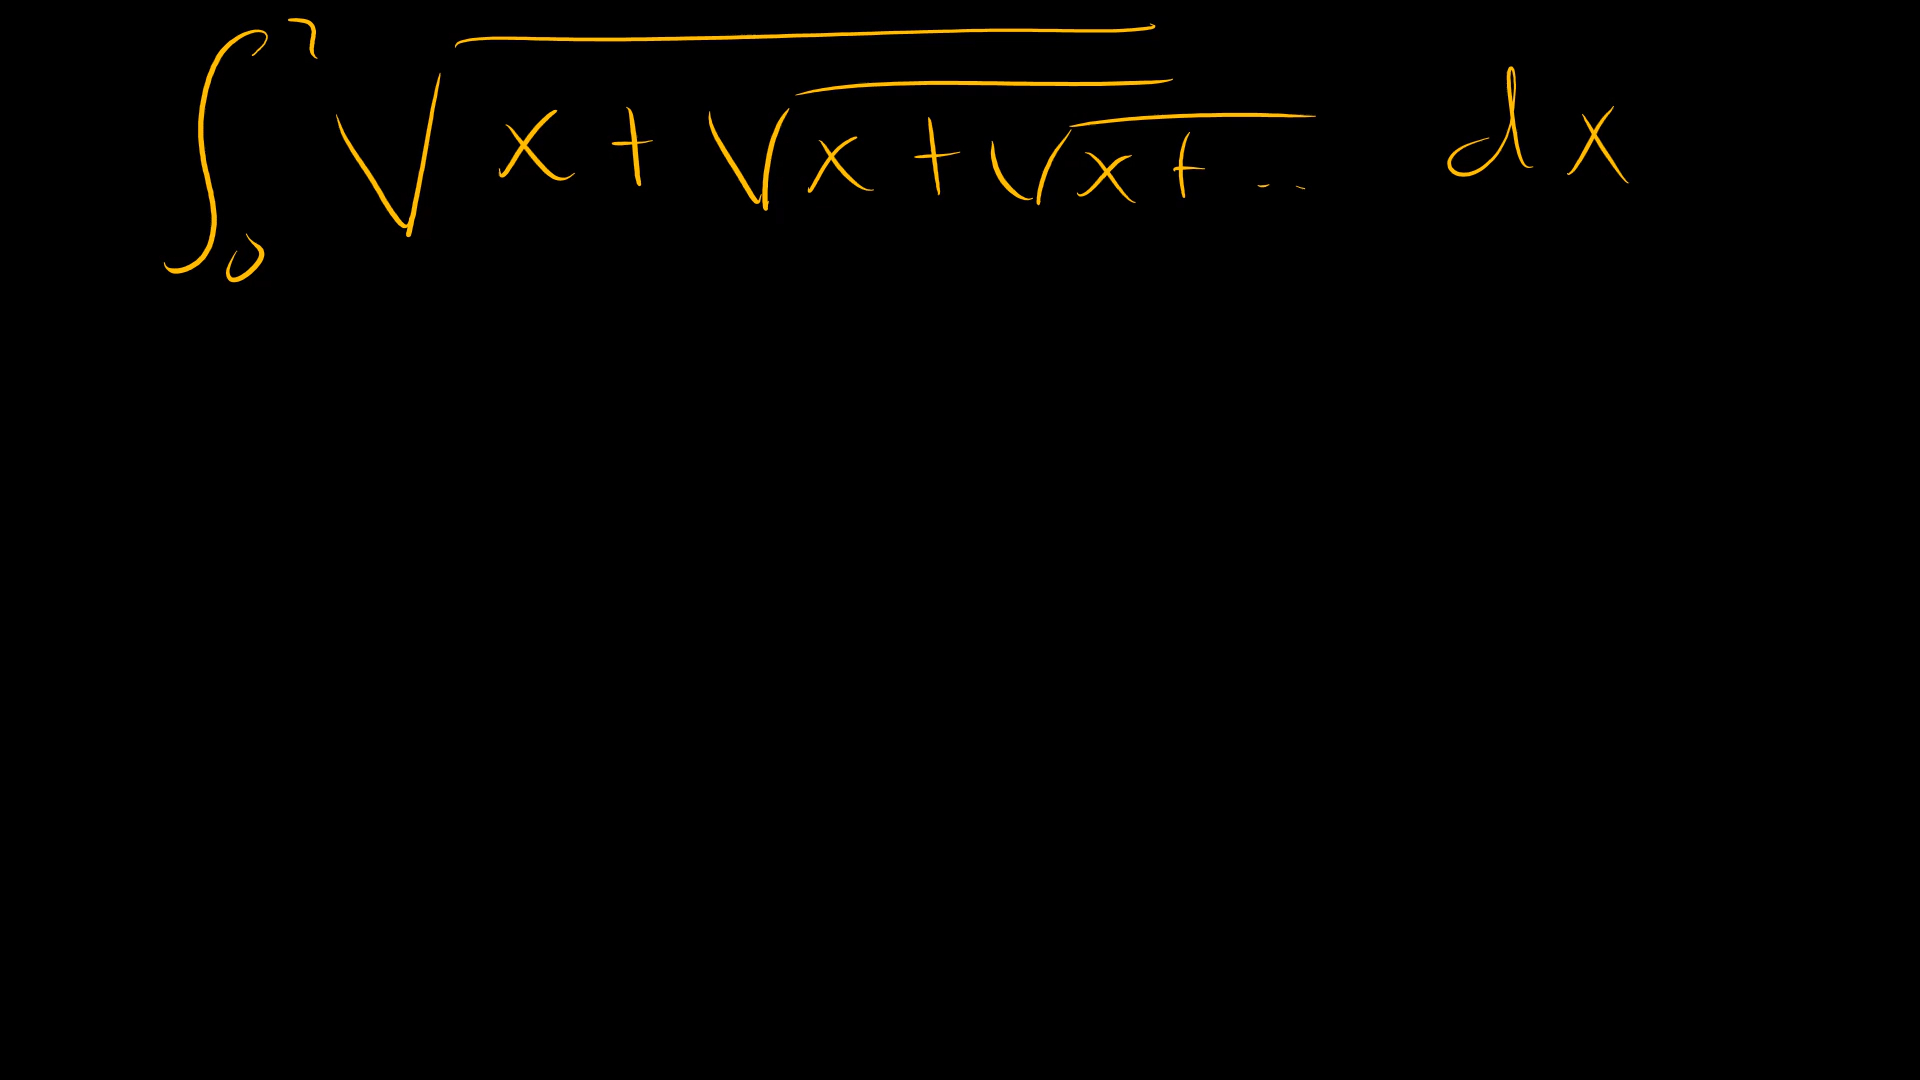 ∫₀⁷ √(x + √(x + √(x + ...))) dx